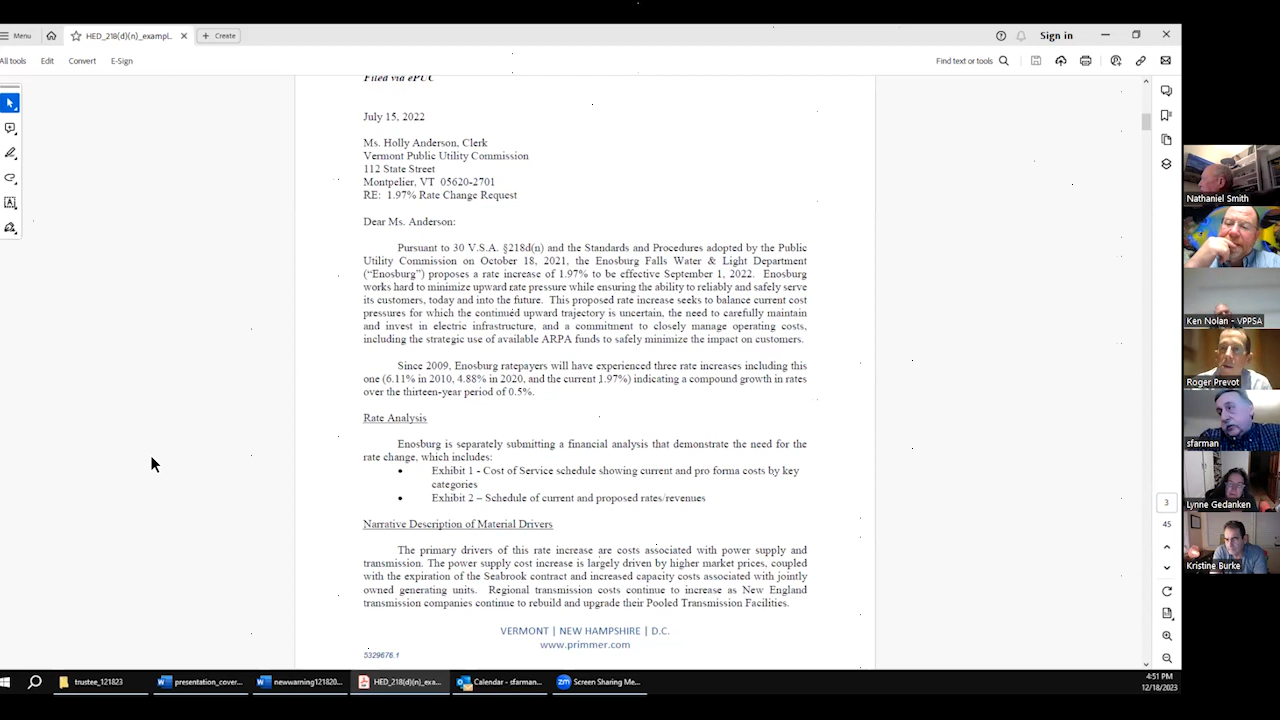 Menu
HED_218(d)(n)_exampl...
Create
Sign in
All tools
Edit
Convert
E-Sign
Find text or tools
Filed via ePUC
July 15, 2022
Ms. Holly Anderson, Clerk
Vermont Public Utility Commission
112 State Street
Montpelier, VT 05620-2701
RE: 1.97% Rate Change Request
Dear Ms. Anderson:
Pursuant to 30 V.S.A. §218d(n) and the Standards and Procedures adopted by the Public
Utility Commission on October 18, 2021, the Enosburg Falls Water & Light Department
("Enosburg") proposes a rate increase of 1.97% to be effective September 1, 2022. Enosburg
works hard to minimize upward rate pressure while ensuring the ability to reliably and safely serve
its customers, today and into the future. This proposed rate increase seeks to balance current cost
pressures for which the continued upward trajectory is uncertain, the need to carefully maintain
and invest in electric infrastructure, and a commitment to closely manage operating costs,
including the strategic use of available ARPA funds to safely minimize the impact on customers.
Since 2009, Enosburg ratepayers will have experienced three rate increases including this
one (6.11% in 2010, 4.88% in 2020, and the current 1.97%) indicating a compound growth in rates
over the thirteen-year period of 0.5%.
Rate Analysis
Enosburg is separately submitting a financial analysis that demonstrate the need for the
rate change, which includes:
• Exhibit 1 - Cost of Service schedule showing current and pro forma costs by key
categories
• Exhibit 2 – Schedule of current and proposed rates/revenues
Narrative Description of Material Drivers
The primary drivers of this rate increase are costs associated with power supply and
transmission. The power supply cost increase is largely driven by higher market prices, coupled
with the expiration of the Seabrook contract and increased capacity costs associated with jointly
owned generating units. Regional transmission costs continue to increase as New England
transmission companies continue to rebuild and upgrade their Pooled Transmission Facilities.
VERMONT | NEW HAMPSHIRE | D.C.
www.primmer.com
5329676.1
3
45
Nathaniel Smith
Ken Nolan - VPPSA
Roger Prevot
sfarman
Lynne Gedanken
Kristine Burke
trustee_121823
presentation_cover...
newwarning121820...
HED_218(d)(n)_exa...
Calendar - sfarman...
Screen Sharing Me...
4:51 PM
12/18/2023